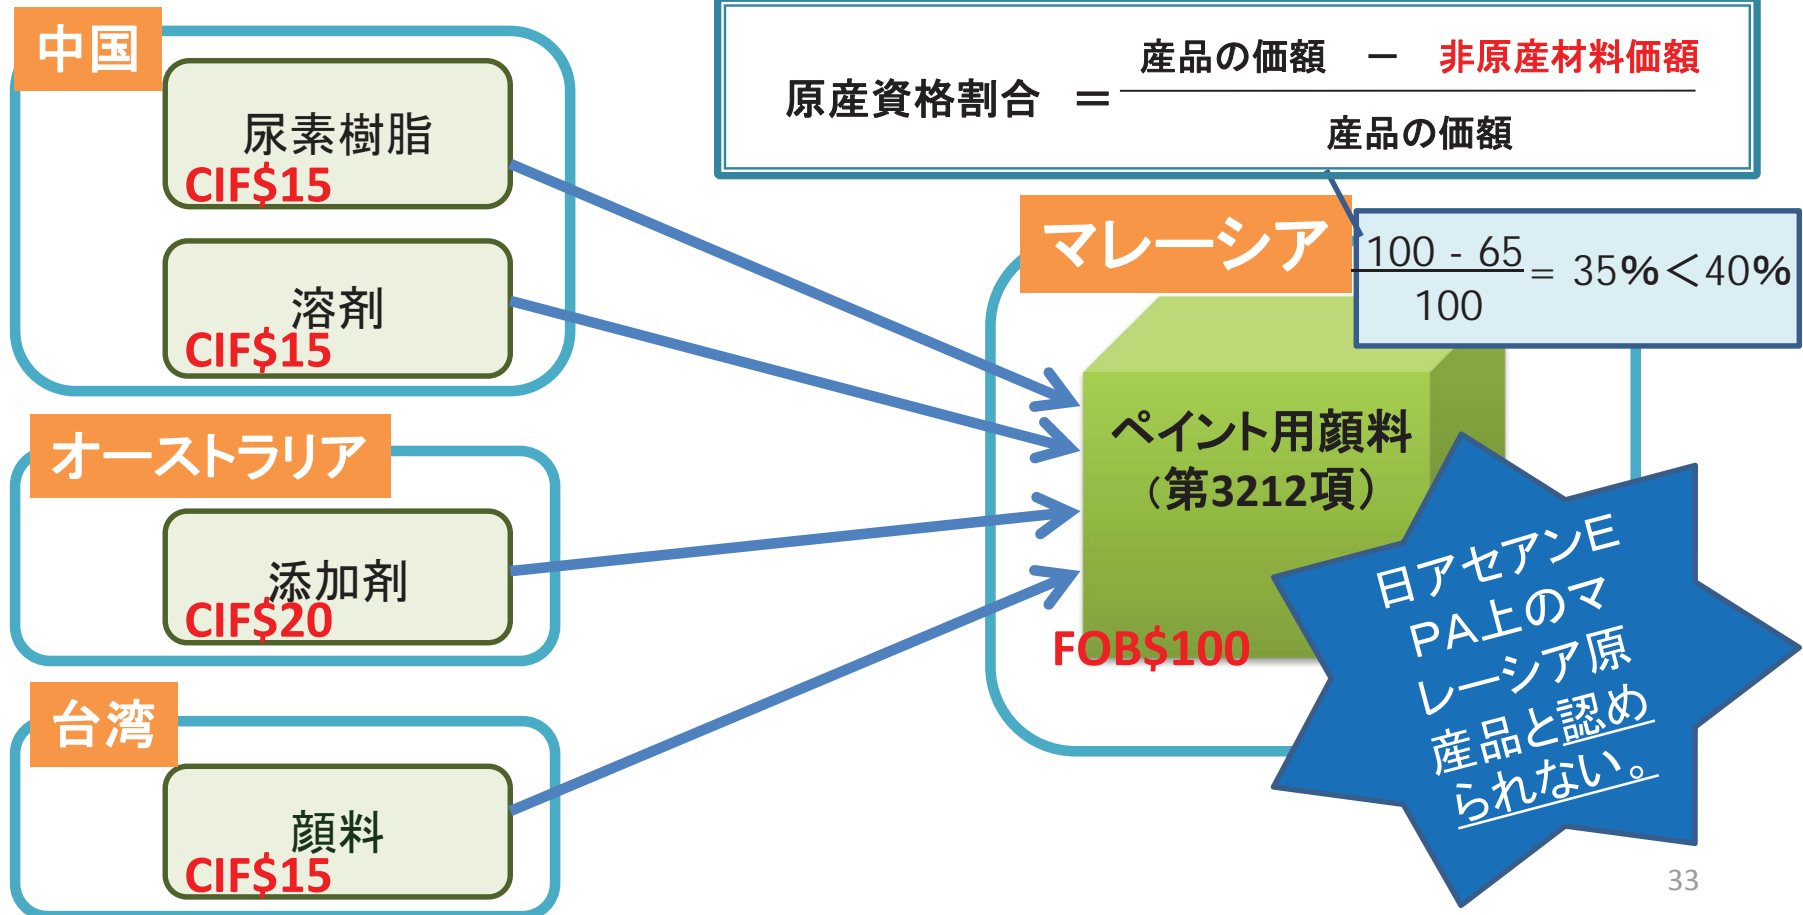 中国
尿素樹脂
CIF$15
溶剤
CIF$15
オーストラリア
添加剤
CIF$20
台湾
顔料
CIF$15
産品の価額 － 非原産材料価額
原産資格割合 ＝
産品の価額
マレーシア
100 - 65
= 35%＜40%
100
ペイント用顔料
（第3212項）
FOB$100
日アセアンE
PA上のマ
レーシア原
産品と認め
られない。
33